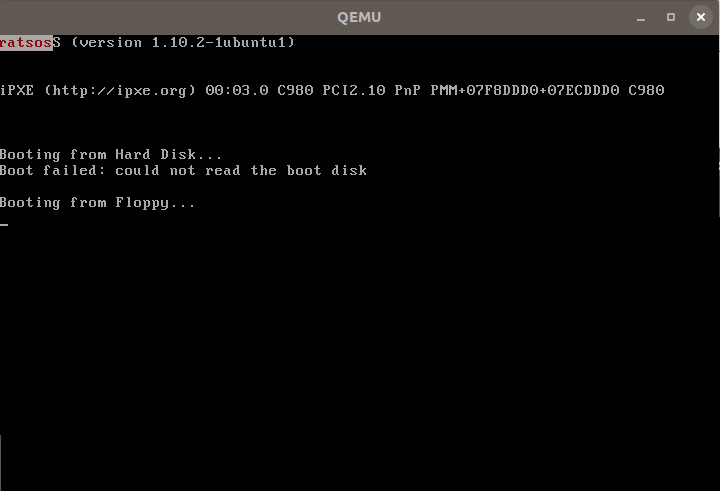 QEMU
ratsosS (version 1.10.2-1ubuntu1)
iPXE (http://ipxe.org) 00:03.0 C980 PCI2.10 PnP PMM+07F8DDD0+07ECDDD0 C980
Booting from Hard Disk...
Boot failed: could not read the boot disk
Booting from Floppy...